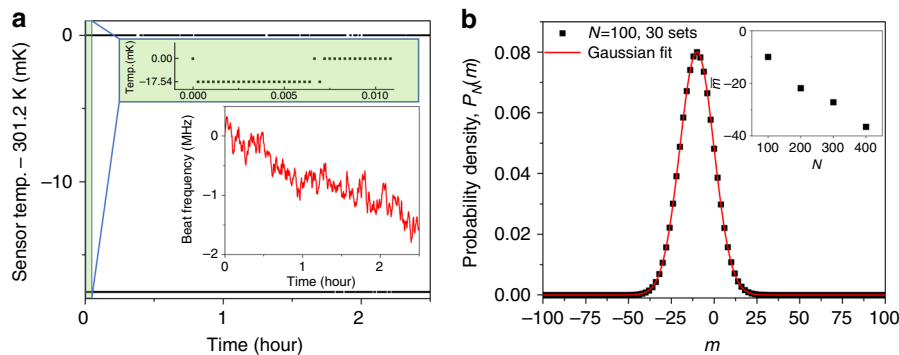 a
Sensor temp. – 301.2 K (mK)
0
–10
0
1
2
Time (hour)
Temp.(mK)
0.00
–17.54
0.000
0.005
0.010
Beat frequency (MHz)
0
–1
–2
0
1
2
Time (hour)
b
Probability density, P_N(m)
0.08
0.06
0.04
0.02
0.00
–100
–75
–50
–25
0
25
50
75
100
m
N=100, 30 sets
Gaussian fit
m̅
0
–20
–40
100
200
300
400
N